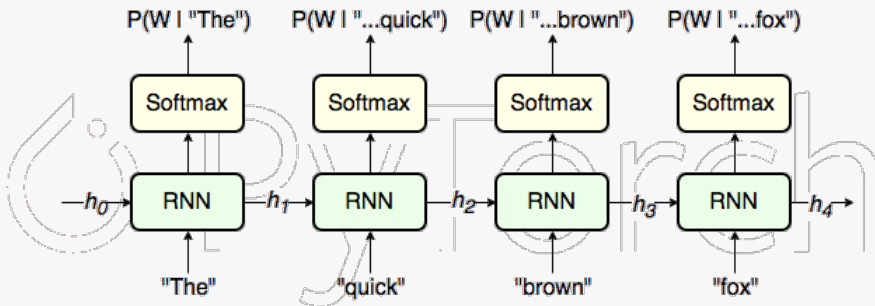 P(W | "The") P(W | "...quick") P(W | "...brown") P(W | "...fox")
Softmax Softmax Softmax Softmax
h0 RNN h1 RNN h2 RNN h3 RNN h4
"The" "quick" "brown" "fox"
PyTorch